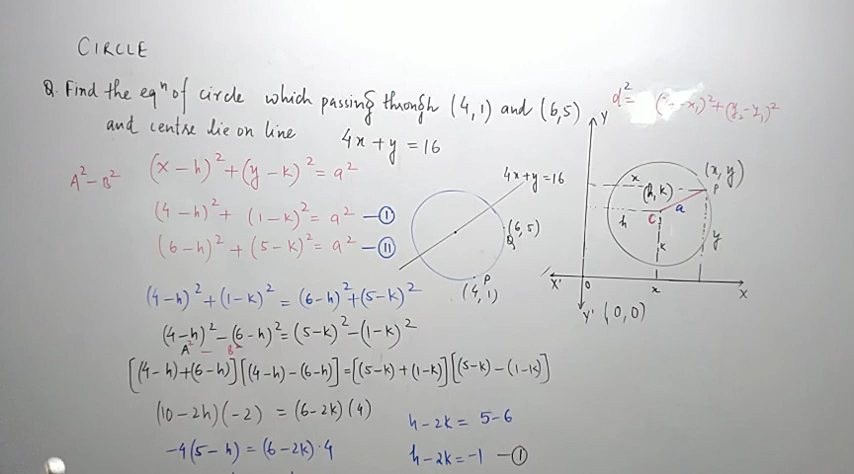 CIRCLE
Q. Find the eqⁿ of circle which passing through (4,1) and (6,5)
and centre lie on line 4x+y=16
A²-B²
(x-h)²+(y-k)²=a²
(4-h)²+(1-k)²=a² -①
(6-h)²+(5-k)²=a² -⑪
(4-h)²+(1-k)²=(6-h)²+(5-k)²
(4-h)²-(6-h)²=(5-k)²-(1-k)²
A² - B²
[(4-h)+(6-h)][(4-h)-(6-h)]=[(5-k)+(1-k)][(5-k)-(1-k)]
(10-2h)(-2) = (6-2k)(4)
-4(5-h)=(6-2k)·4
h-2k= 5-6
h-2k=-1 -①
4x+y=16
(6,5)
Q
P
(4,1)
d²= -x₁)²+(y₂-y₁)²
Y
(x,y)
P
x
(h,k)
C
a
h
k
y
X'
O
x
X
Y'
(0,0)